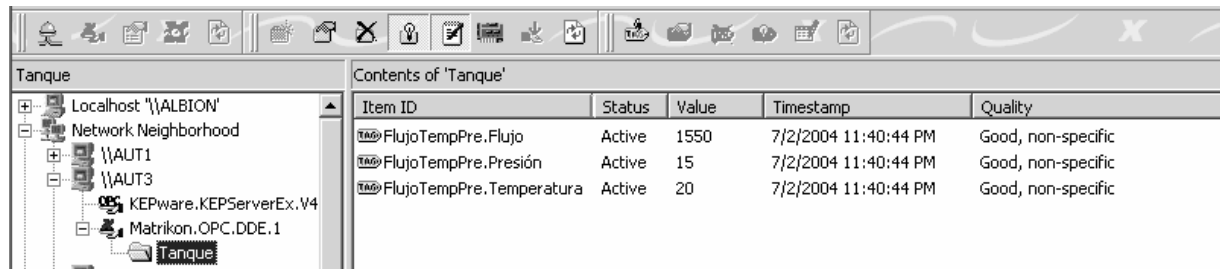 Tanque
Contents of 'Tanque'
Localhost '\\ALBION'
Network Neighborhood
\\AUT1
\\AUT3
KEPware.KEPServerEx.V4
Matrikon.OPC.DDE.1
Tanque
Item ID Status Value Timestamp Quality
FlujoTempPre.Flujo Active 1550 7/2/2004 11:40:44 PM Good, non-specific
FlujoTempPre.Presión Active 15 7/2/2004 11:40:44 PM Good, non-specific
FlujoTempPre.Temperatura Active 20 7/2/2004 11:40:44 PM Good, non-specific